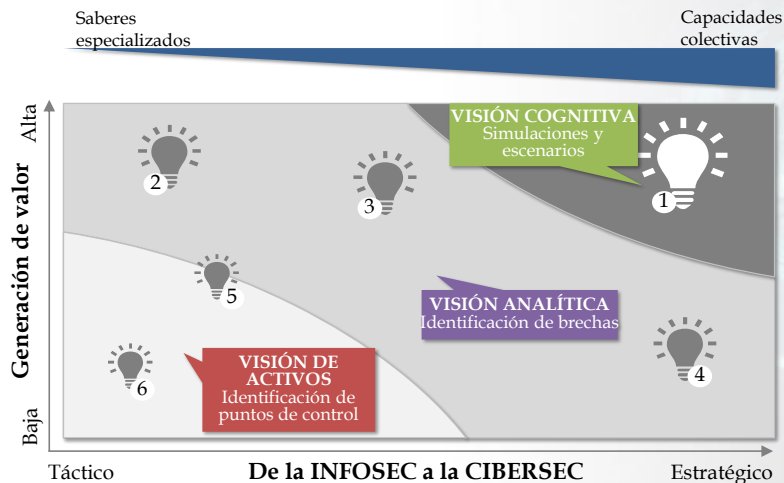 Saberes
especializados
Capacidades
colectivas
Alta
Generación de valor
Baja
VISIÓN COGNITIVA
Simulaciones y
escenarios
1
2
3
VISIÓN ANALÍTICA
Identificación de brechas
4
5
6
VISIÓN DE
ACTIVOS
Identificación de
puntos de control
Táctico
De la INFOSEC a la CIBERSEC
Estratégico